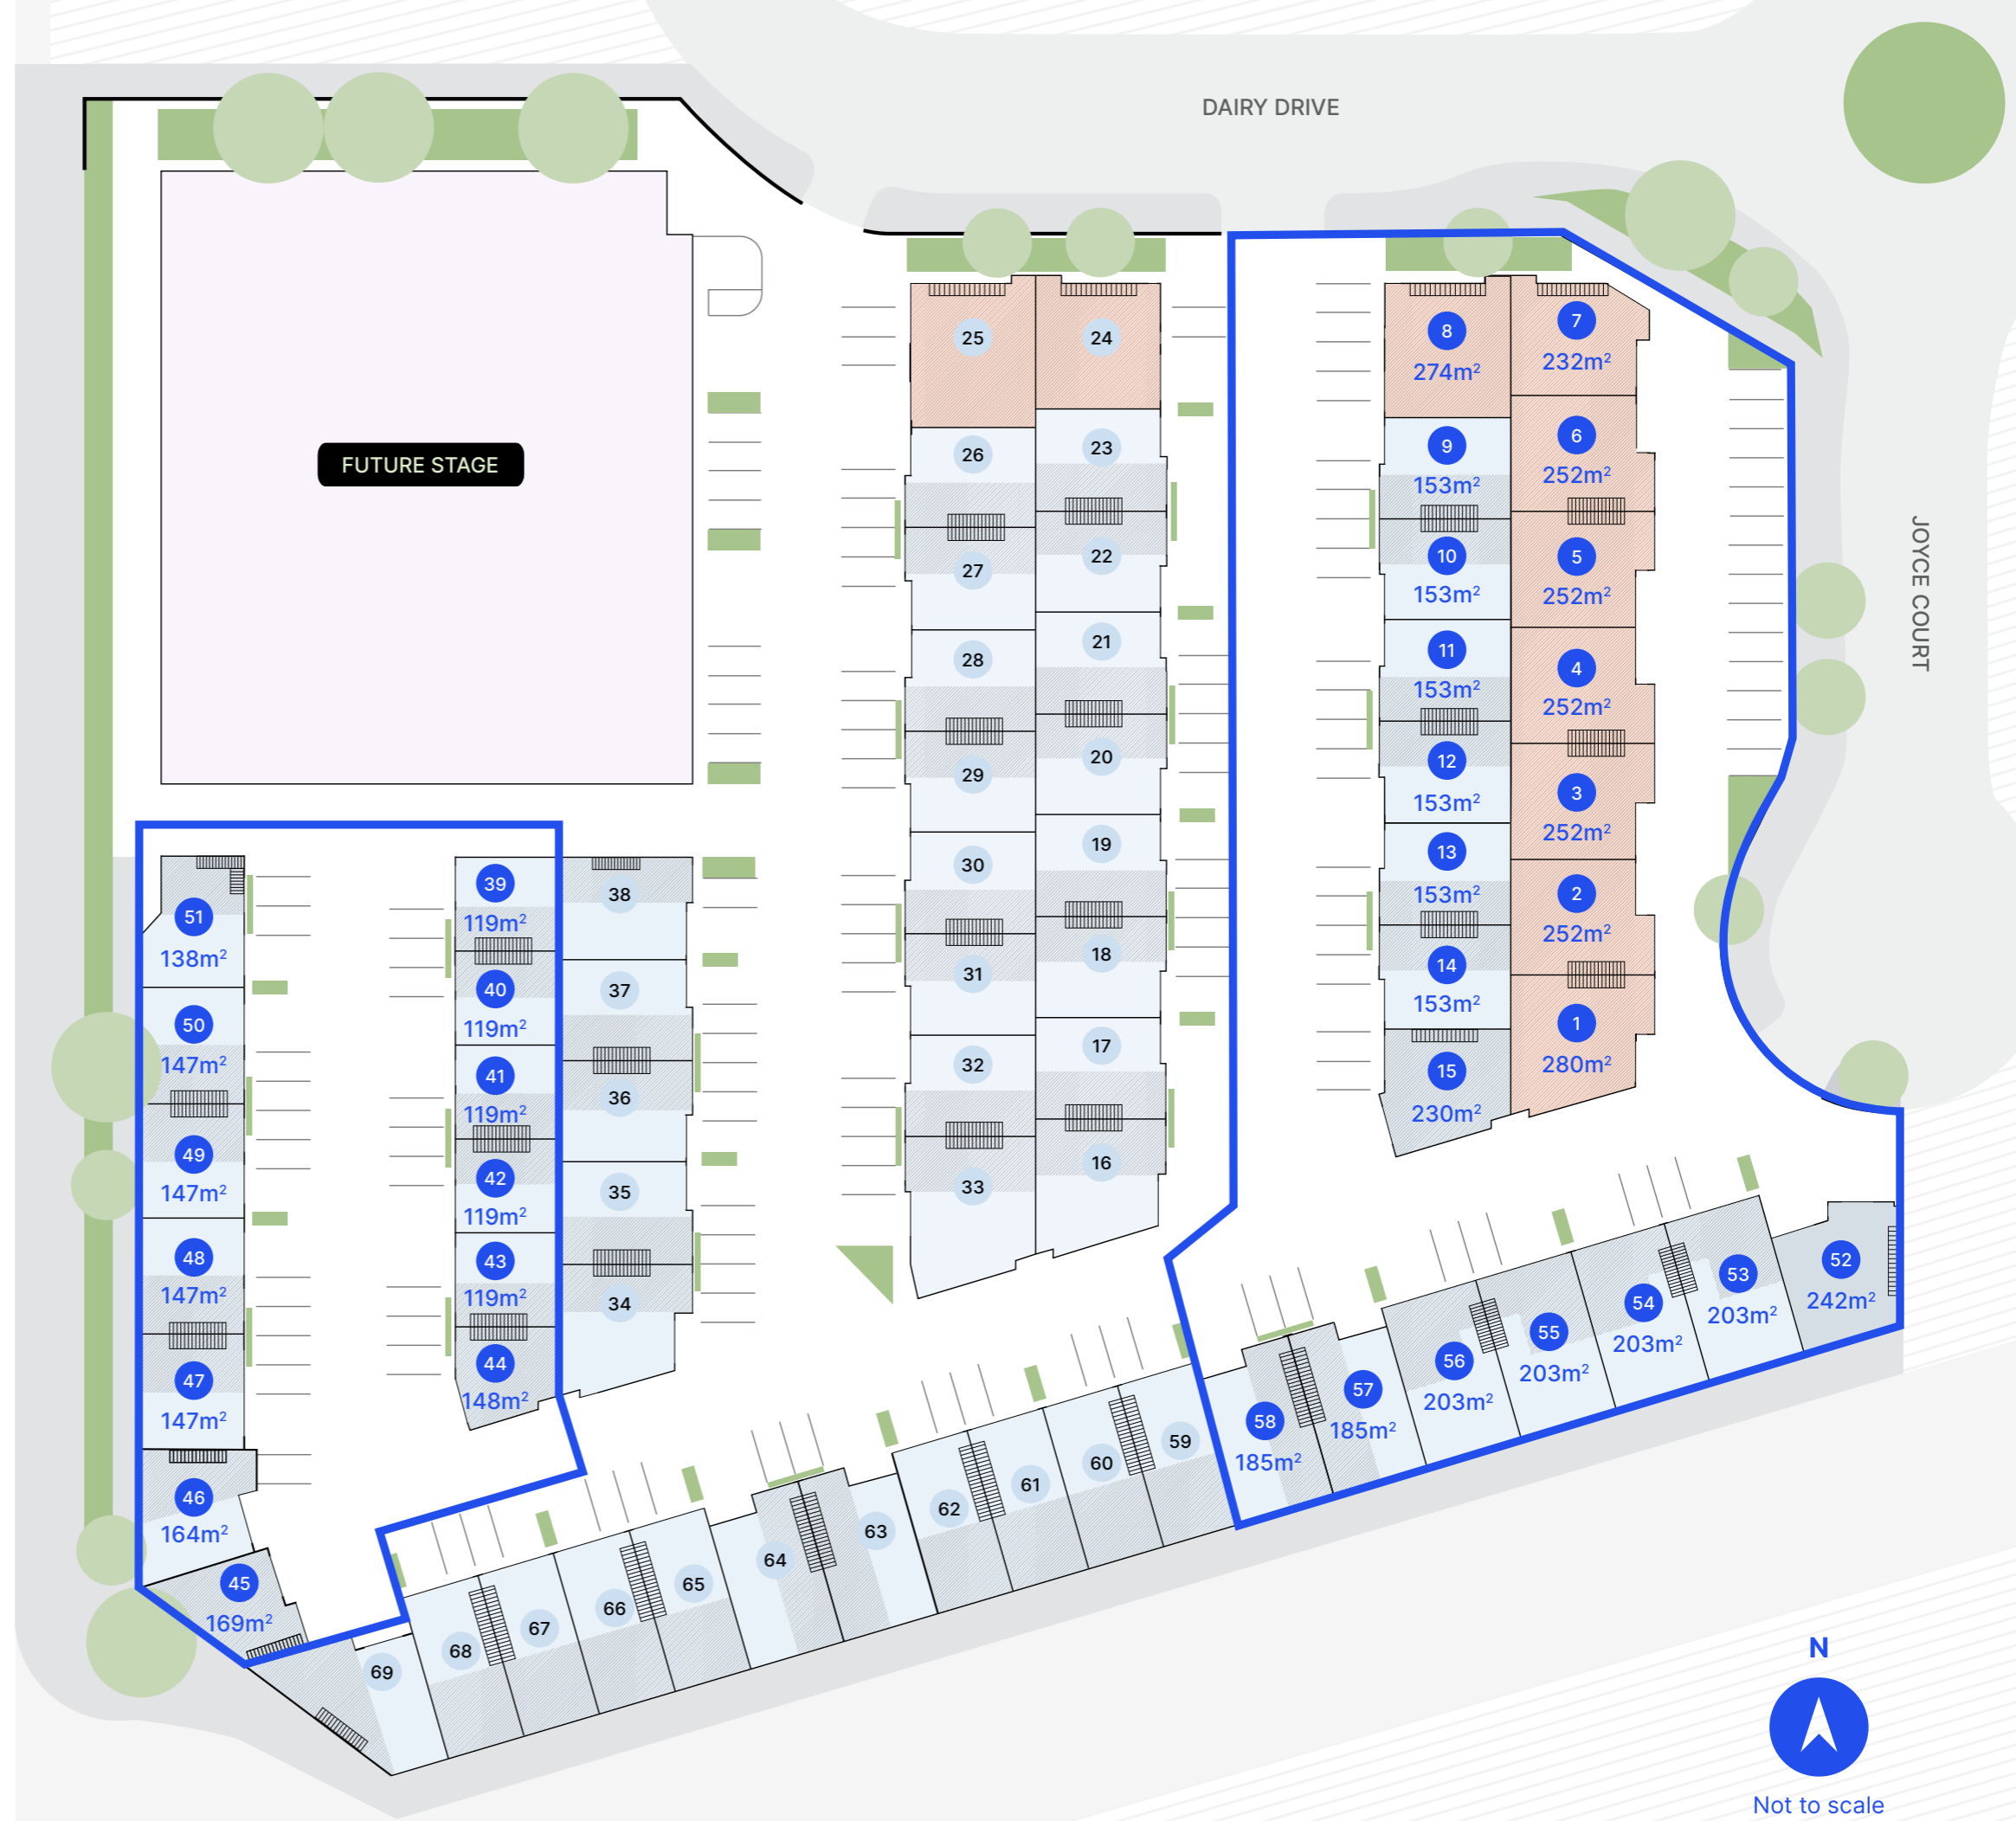 DAIRY DRIVE
JOYCE COURT
FUTURE STAGE
25
24
26
23
27
22
28
21
29
20
30
19
31
18
32
17
33
16
8
274m²
7
232m²
9
153m²
6
252m²
10
153m²
5
252m²
11
153m²
4
252m²
12
153m²
3
252m²
13
153m²
2
252m²
14
153m²
1
280m²
15
230m²
51
138m²
50
147m²
49
147m²
48
147m²
47
147m²
46
164m²
45
169m²
39
119m²
40
119m²
41
119m²
42
119m²
43
119m²
44
148m²
38
37
36
35
34
52
242m²
53
203m²
54
203m²
55
203m²
56
203m²
57
185m²
58
185m²
59
60
61
62
63
64
65
66
67
68
69
N
Not to scale